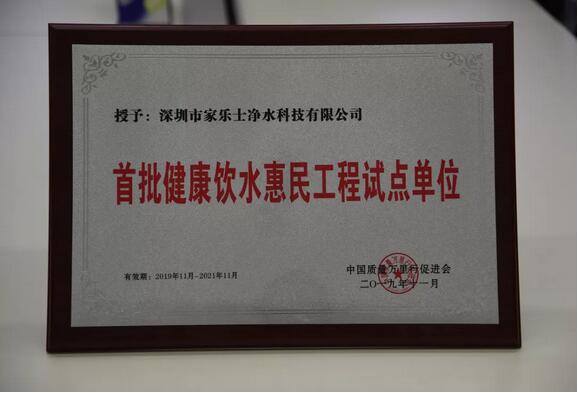 授予：深圳市家乐士净水科技有限公司
首批健康饮水惠民工程试点单位
有效期：2019年11月-2021年11月
中国质量万里行促进会
二〇一九年十一月